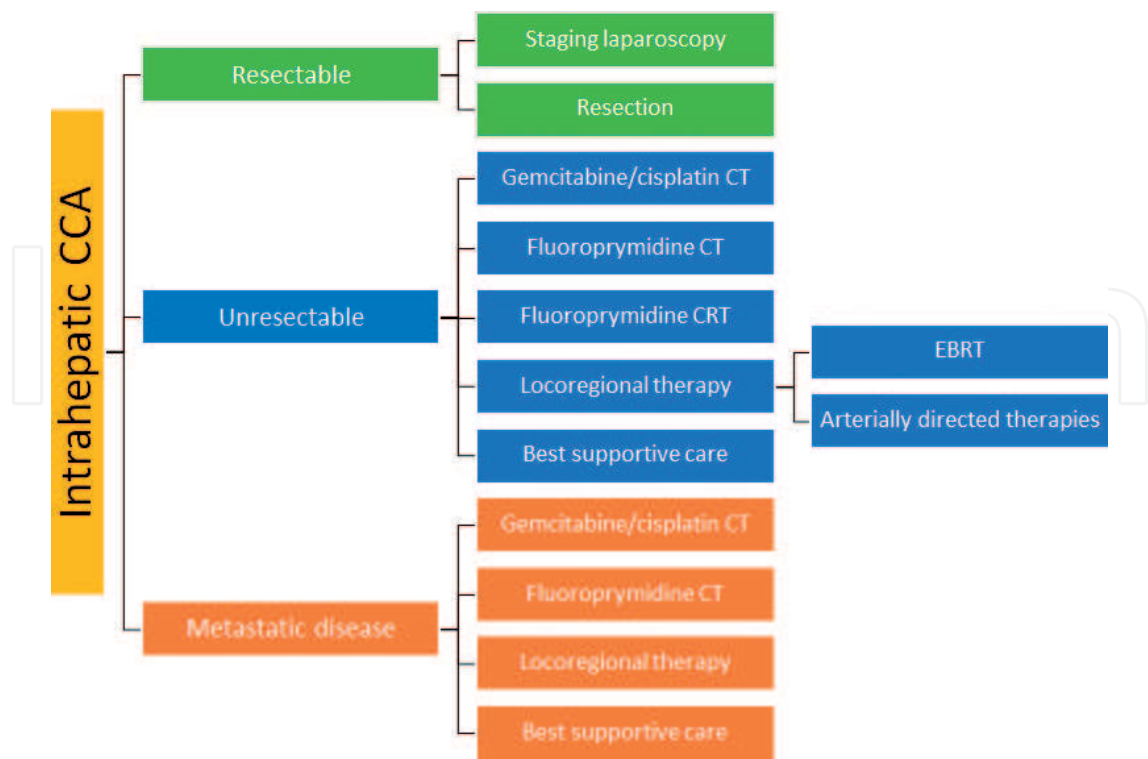 Intrahepatic CCA
Resectable
Staging laparoscopy
Resection
Unresectable
Gemcitabine/cisplatin CT
Fluoroprymidine CT
Fluoroprymidine CRT
Locoregional therapy
EBRT
Arterially directed therapies
Best supportive care
Metastatic disease
Gemcitabine/cisplatin CT
Fluoroprymidine CT
Locoregional therapy
Best supportive care